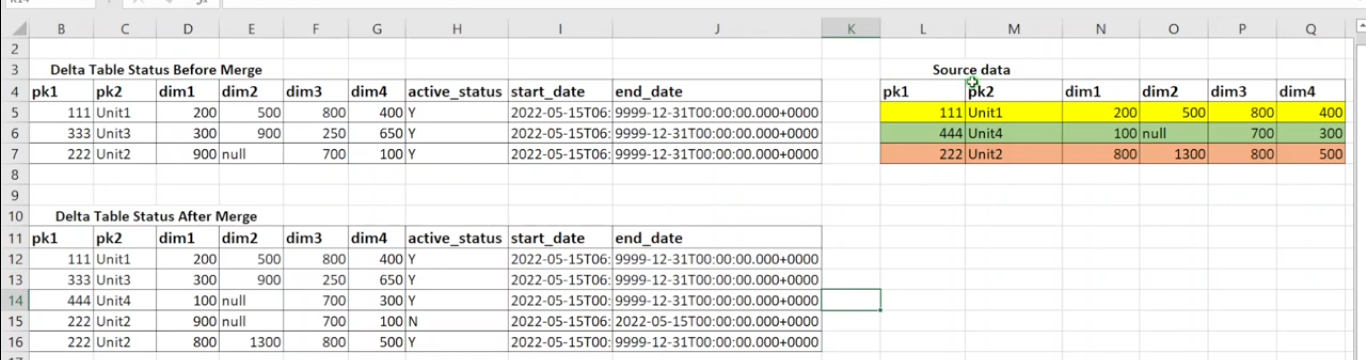 B C D E F G H I J K L M N O P Q
2
3 Delta Table Status Before Merge Source data
4 pk1 pk2 dim1 dim2 dim3 dim4 active_status start_date end_date pk1 pk2 dim1 dim2 dim3 dim4
5 111 Unit1 200 500 800 400 Y 2022-05-15T06: 9999-12-31T00:00:00.000+0000 111 Unit1 200 500 800 400
6 333 Unit3 300 900 250 650 Y 2022-05-15T06: 9999-12-31T00:00:00.000+0000 444 Unit4 100 null 700 300
7 222 Unit2 900 null 700 100 Y 2022-05-15T06: 9999-12-31T00:00:00.000+0000 222 Unit2 800 1300 800 500
8
9
10 Delta Table Status After Merge
11 pk1 pk2 dim1 dim2 dim3 dim4 active_status start_date end_date
12 111 Unit1 200 500 800 400 Y 2022-05-15T06: 9999-12-31T00:00:00.000+0000
13 333 Unit3 300 900 250 650 Y 2022-05-15T06: 9999-12-31T00:00:00.000+0000
14 444 Unit4 100 null 700 300 Y 2022-05-15T00: 9999-12-31T00:00:00.000+0000
15 222 Unit2 900 null 700 100 N 2022-05-15T06: 2022-05-15T00:00:00.000+0000
16 222 Unit2 800 1300 800 500 Y 2022-05-15T00: 9999-12-31T00:00:00.000+0000